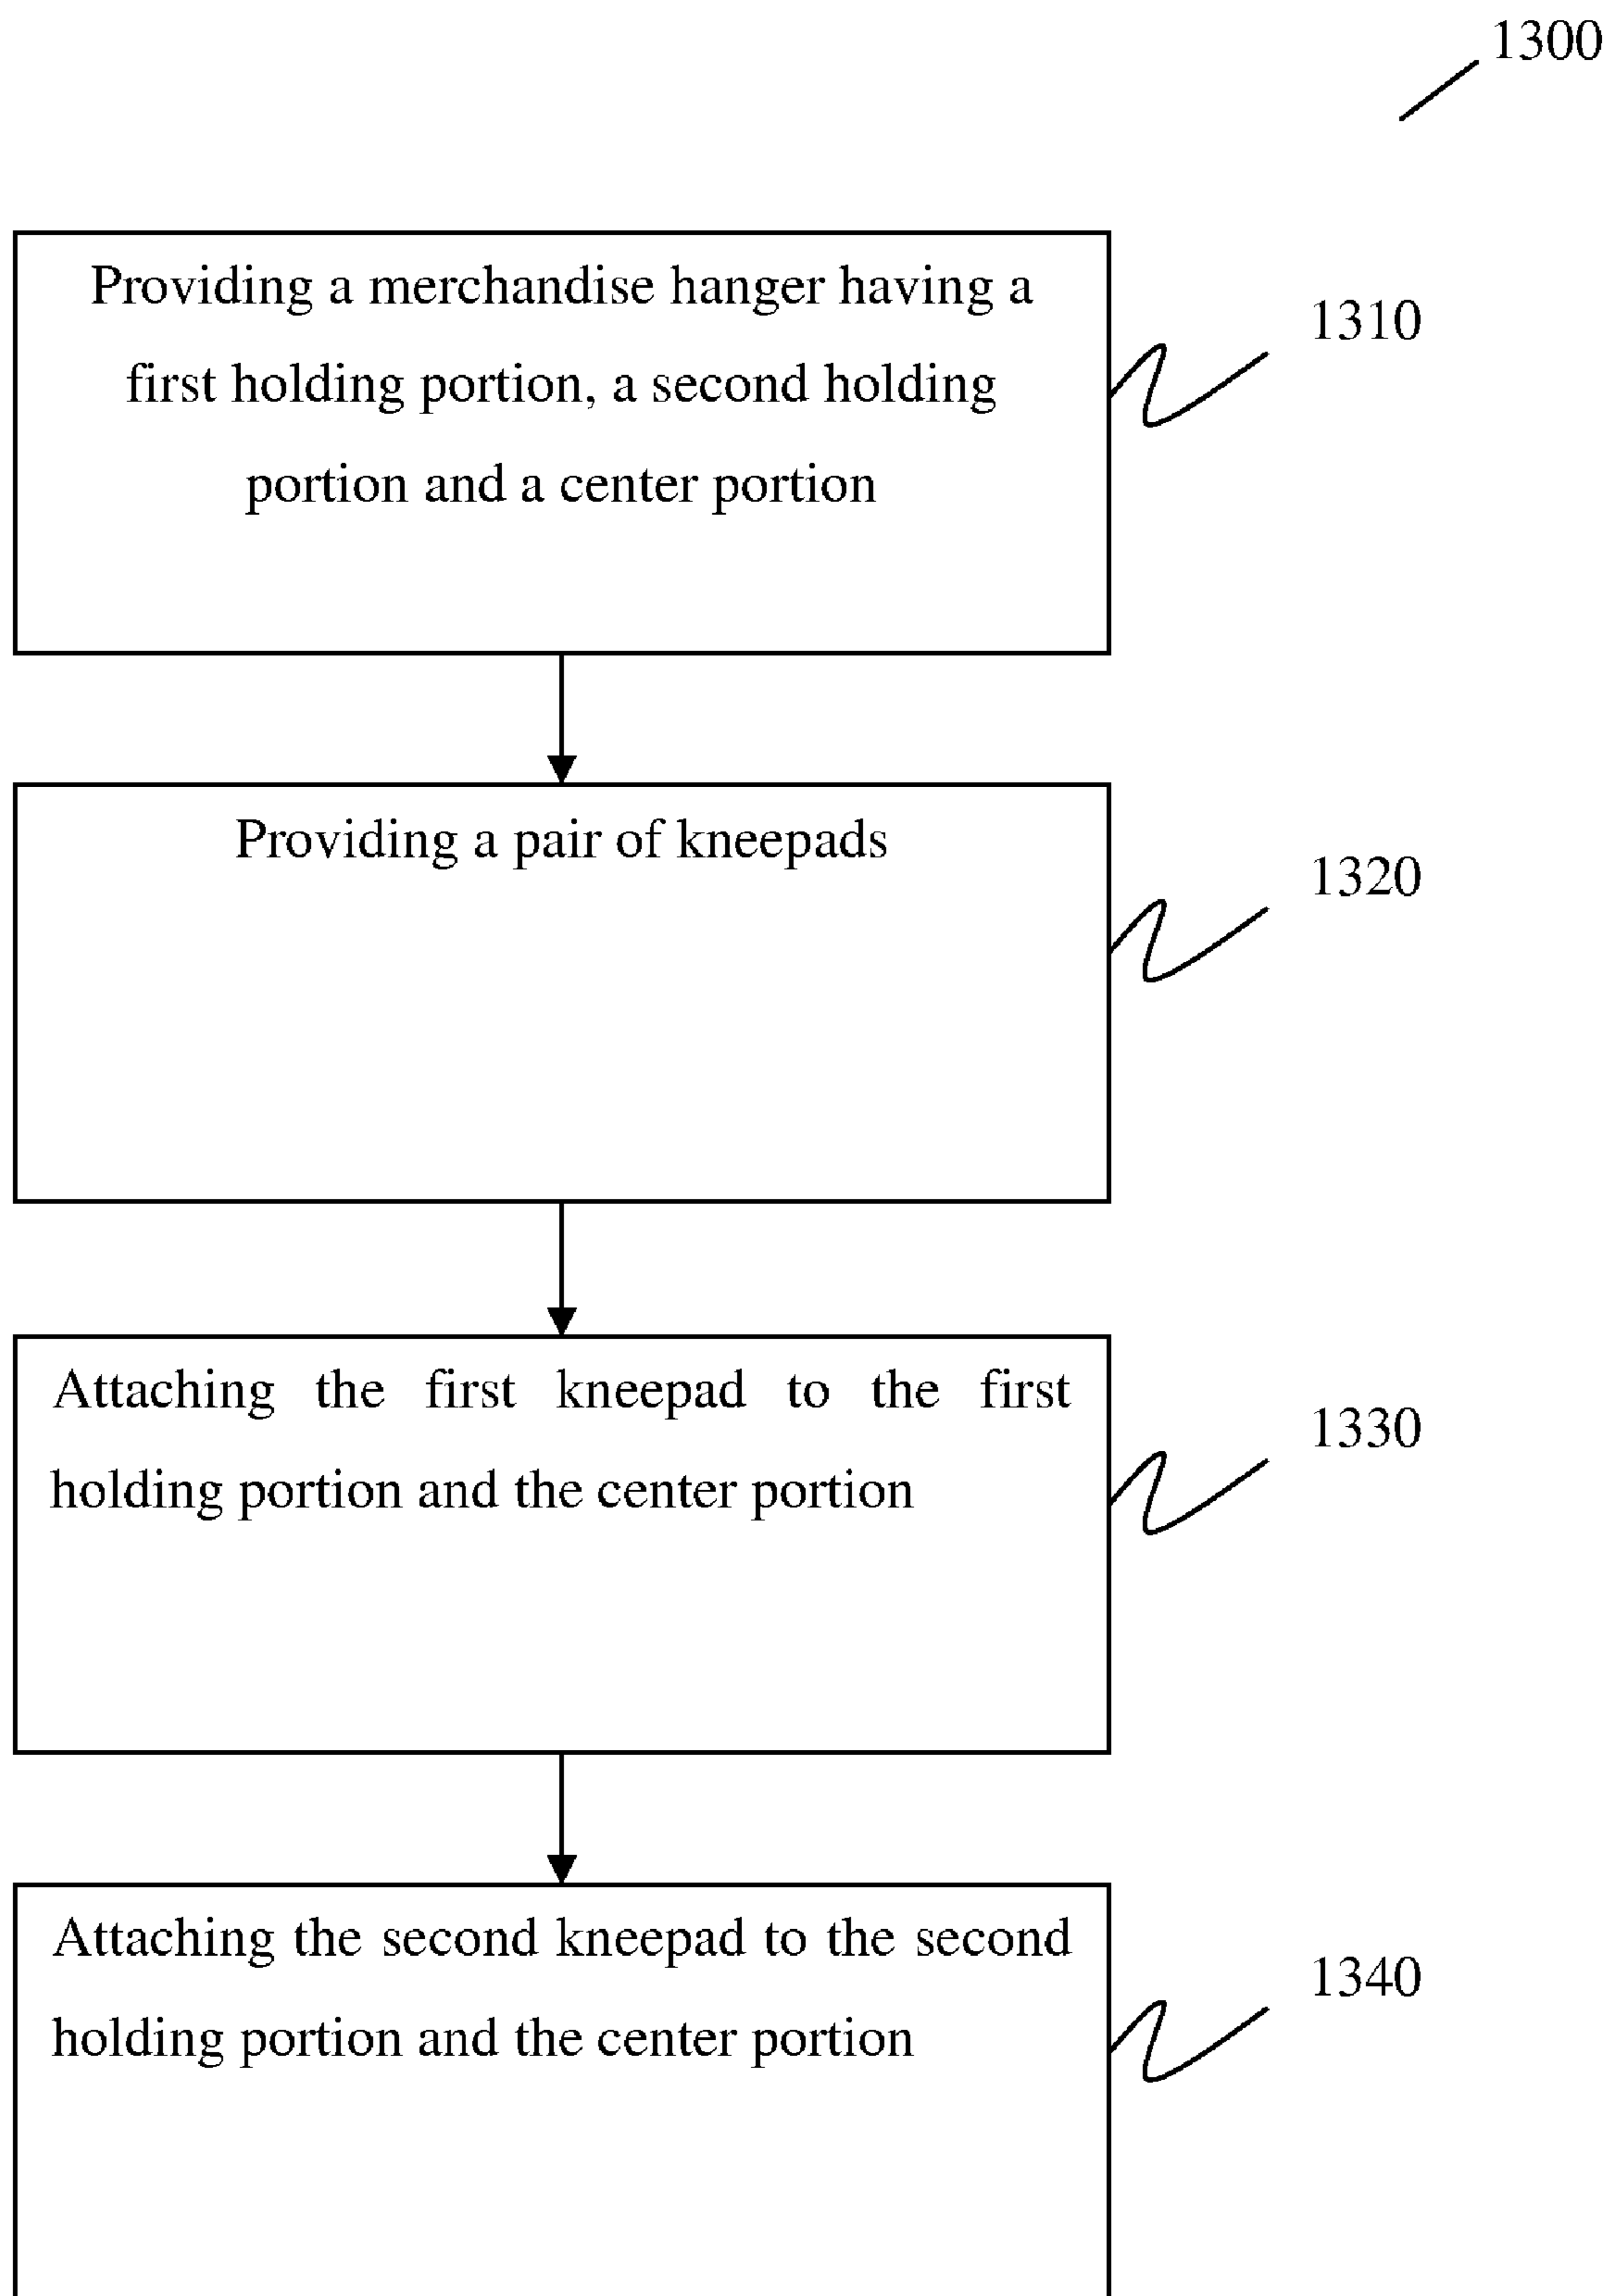 1300
Providing a merchandise hanger having a
first holding portion, a second holding
portion and a center portion
1310
Providing a pair of kneepads
1320
Attaching the first kneepad to the first
holding portion and the center portion
1330
Attaching the second kneepad to the second
holding portion and the center portion
1340